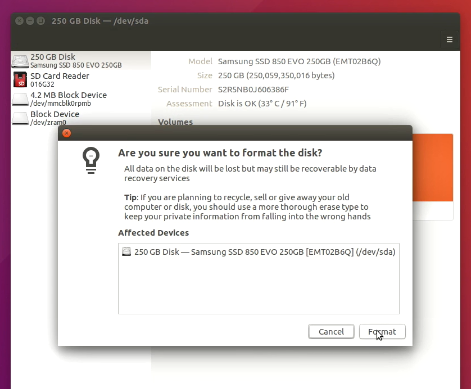 250 GB Disk — /dev/sda
250 GB Disk
Samsung SSD 850 EVO 250GB
SD Card Reader
016G32
4.2 MB Block Device
/dev/mmcblk0rpmb
Block Device
/dev/zram0
Model Samsung SSD 850 EVO 250GB (EMT02B6Q)
Size 250 GB (250,059,350,016 bytes)
Serial Number S2R5NB0J606386F
Assessment Disk is OK (33° C / 91° F)
Volumes
Are you sure you want to format the disk?
All data on the disk will be lost but may still be recoverable by data
recovery services
Tip: If you are planning to recycle, sell or give away your old
computer or disk, you should use a more thorough erase type to
keep your private information from falling into the wrong hands
Affected Devices
250 GB Disk — Samsung SSD 850 EVO 250GB [EMT02B6Q] (/dev/sda)
Cancel
Format